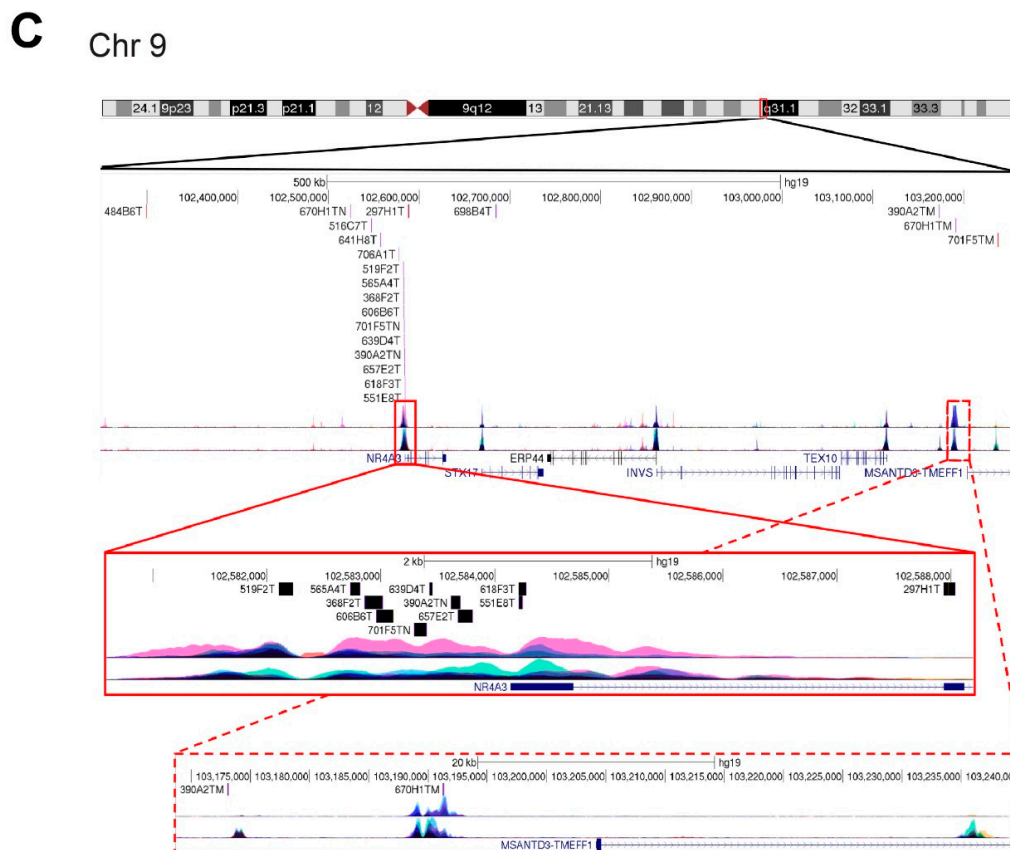 C Chr 9
24.1 9p23 p21.3 p21.1 12 9q12 13 21.13 q31.1 32 33.1 33.3
500 kb hg19
102,400,000 102,500,000 102,600,000 102,700,000 102,800,000 102,900,000 103,000,000 103,100,000 103,200,000
484B6T 670H1TN 297H1T 698B4T 390A2TM
516C7T 670H1TM
641H8T 701F5TM
706A1T
519F2T
565A4T
368F2T
606B6T
701F5TN
639D4T
390A2TN
657E2T
618F3T
551E8T
NR4A3 ERP44 TEX10
STX17 INVS MSANTD3-TMEFF1
2 kb hg19
102,582,000 102,583,000 102,584,000 102,585,000 102,586,000 102,587,000 102,588,000
519F2T 565A4T 639D4T 618F3T 297H1T
368F2T 390A2TN 551E8T
606B6T 657E2T
701F5TN
NR4A3
20 kb hg19
103,175,000 103,180,000 103,185,000 103,190,000 103,195,000 103,200,000 103,205,000 103,210,000 103,215,000 103,220,000 103,225,000 103,230,000 103,235,000 103,240,00
390A2TM 670H1TM
MSANTD3-TMEFF1